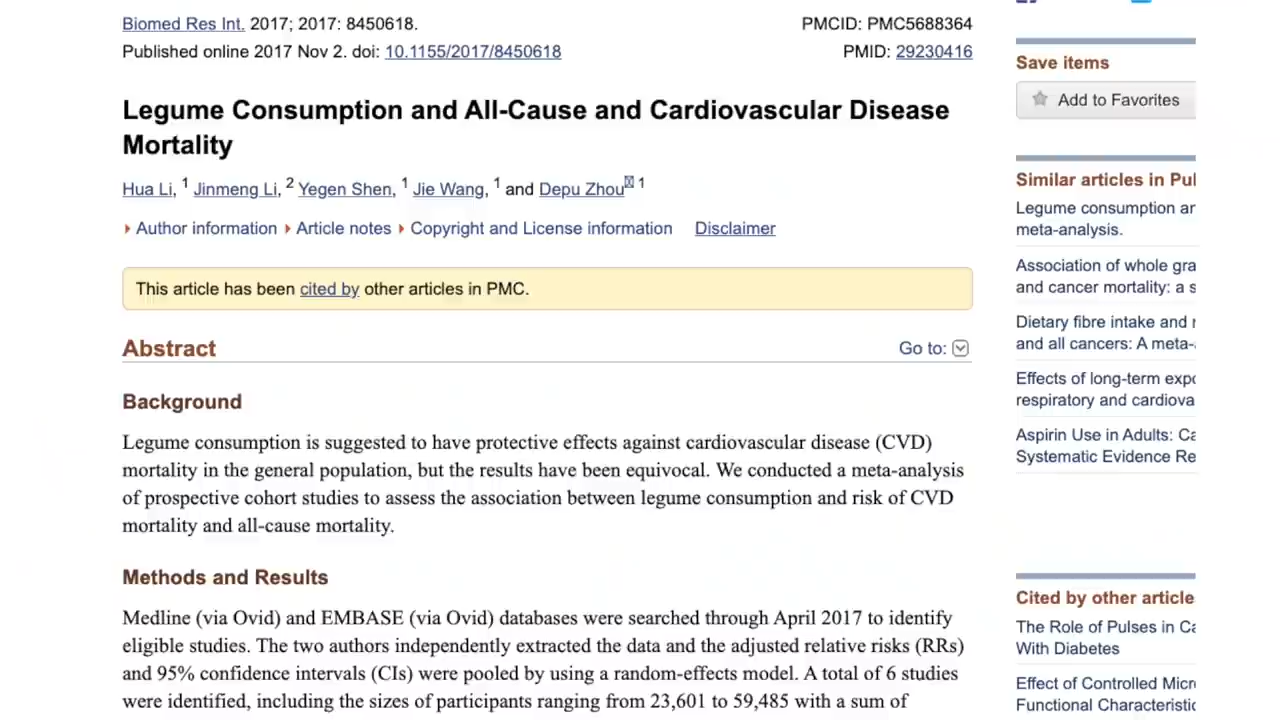 Biomed Res Int. 2017; 2017: 8450618.
PMCID: PMC5688364
Published online 2017 Nov 2. doi: 10.1155/2017/8450618
PMID: 29230416
Legume Consumption and All-Cause and Cardiovascular Disease
Mortality
Hua Li, 1 Jinmeng Li, 2 Yegen Shen, 1 Jie Wang, 1 and Depu Zhou 1
Author information Article notes Copyright and License information Disclaimer
This article has been cited by other articles in PMC.
Abstract
Go to:
Background
Legume consumption is suggested to have protective effects against cardiovascular disease (CVD)
mortality in the general population, but the results have been equivocal. We conducted a meta-analysis
of prospective cohort studies to assess the association between legume consumption and risk of CVD
mortality and all-cause mortality.
Methods and Results
Medline (via Ovid) and EMBASE (via Ovid) databases were searched through April 2017 to identify
eligible studies. The two authors independently extracted the data and the adjusted relative risks (RRs)
and 95% confidence intervals (CIs) were pooled by using a random-effects model. A total of 6 studies
were identified, including the sizes of participants ranging from 23,601 to 59,485 with a sum of
Save items
Add to Favorites
Similar articles in Pu
Legume consumption ar
meta-analysis.
Association of whole gra
and cancer mortality: a s
Dietary fibre intake and
and all cancers: A meta-
Effects of long-term expo
respiratory and cardiova
Aspirin Use in Adults: Ca
Systematic Evidence Re
Cited by other article
The Role of Pulses in Ca
With Diabetes
Effect of Controlled Micr
Functional Characteristic